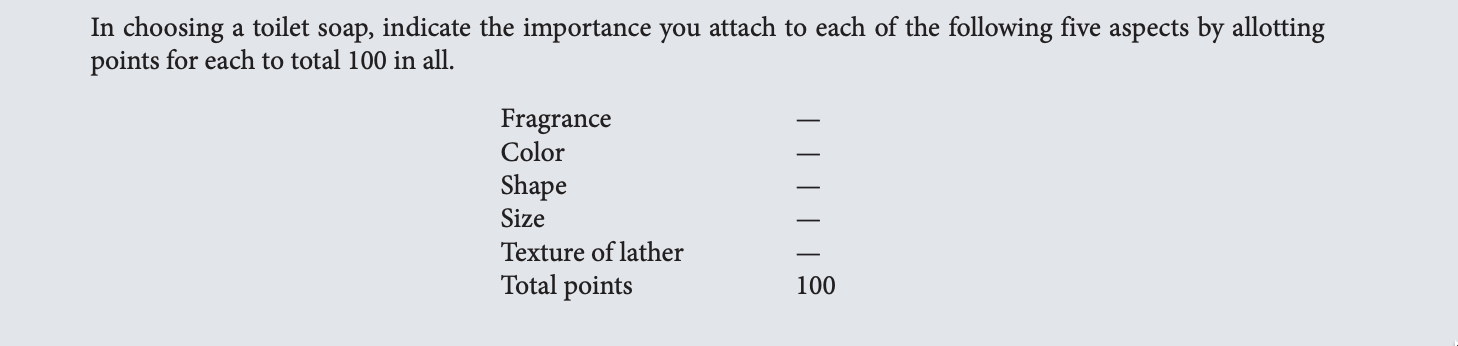 In choosing a toilet soap, indicate the importance you attach to each of the following five aspects by allotting
points for each to total 100 in all.
Fragrance —
Color —
Shape —
Size —
Texture of lather —
Total points 100